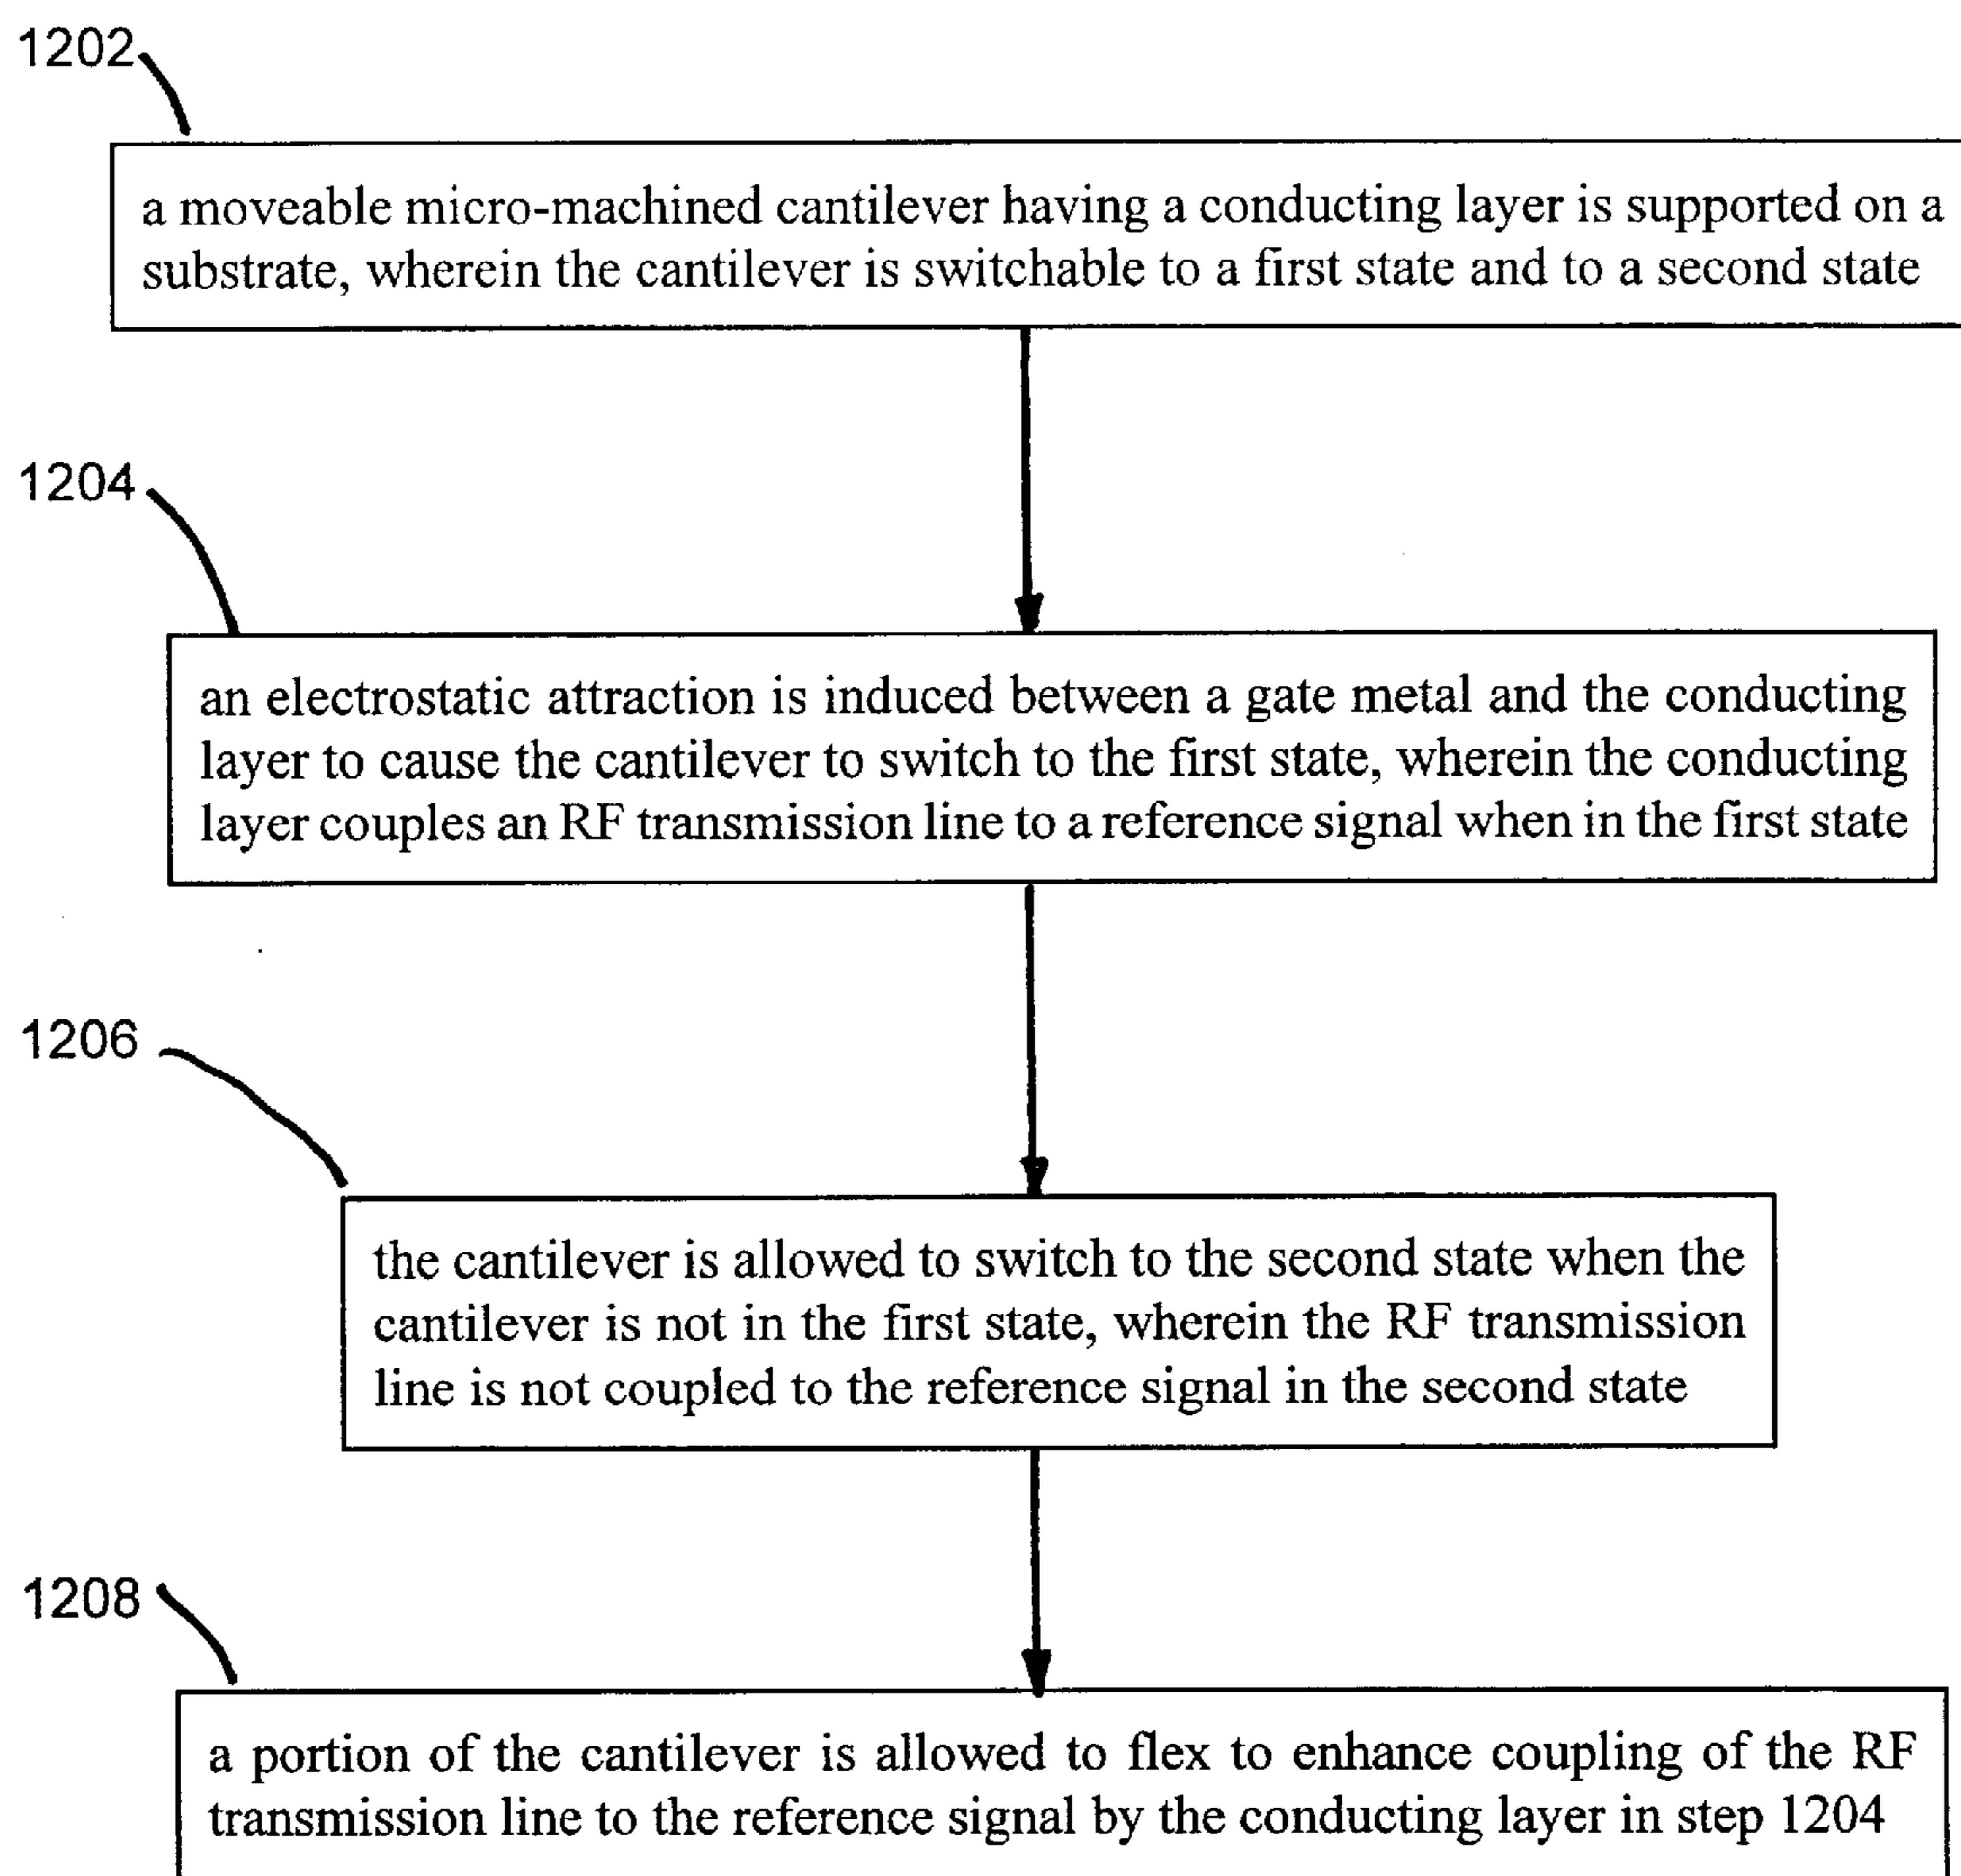 1202
a moveable micro-machined cantilever having a conducting layer is supported on a
substrate, wherein the cantilever is switchable to a first state and to a second state
1204
an electrostatic attraction is induced between a gate metal and the conducting
layer to cause the cantilever to switch to the first state, wherein the conducting
layer couples an RF transmission line to a reference signal when in the first state
1206
the cantilever is allowed to switch to the second state when the
cantilever is not in the first state, wherein the RF transmission
line is not coupled to the reference signal in the second state
1208
a portion of the cantilever is allowed to flex to enhance coupling of the RF
transmission line to the reference signal by the conducting layer in step 1204